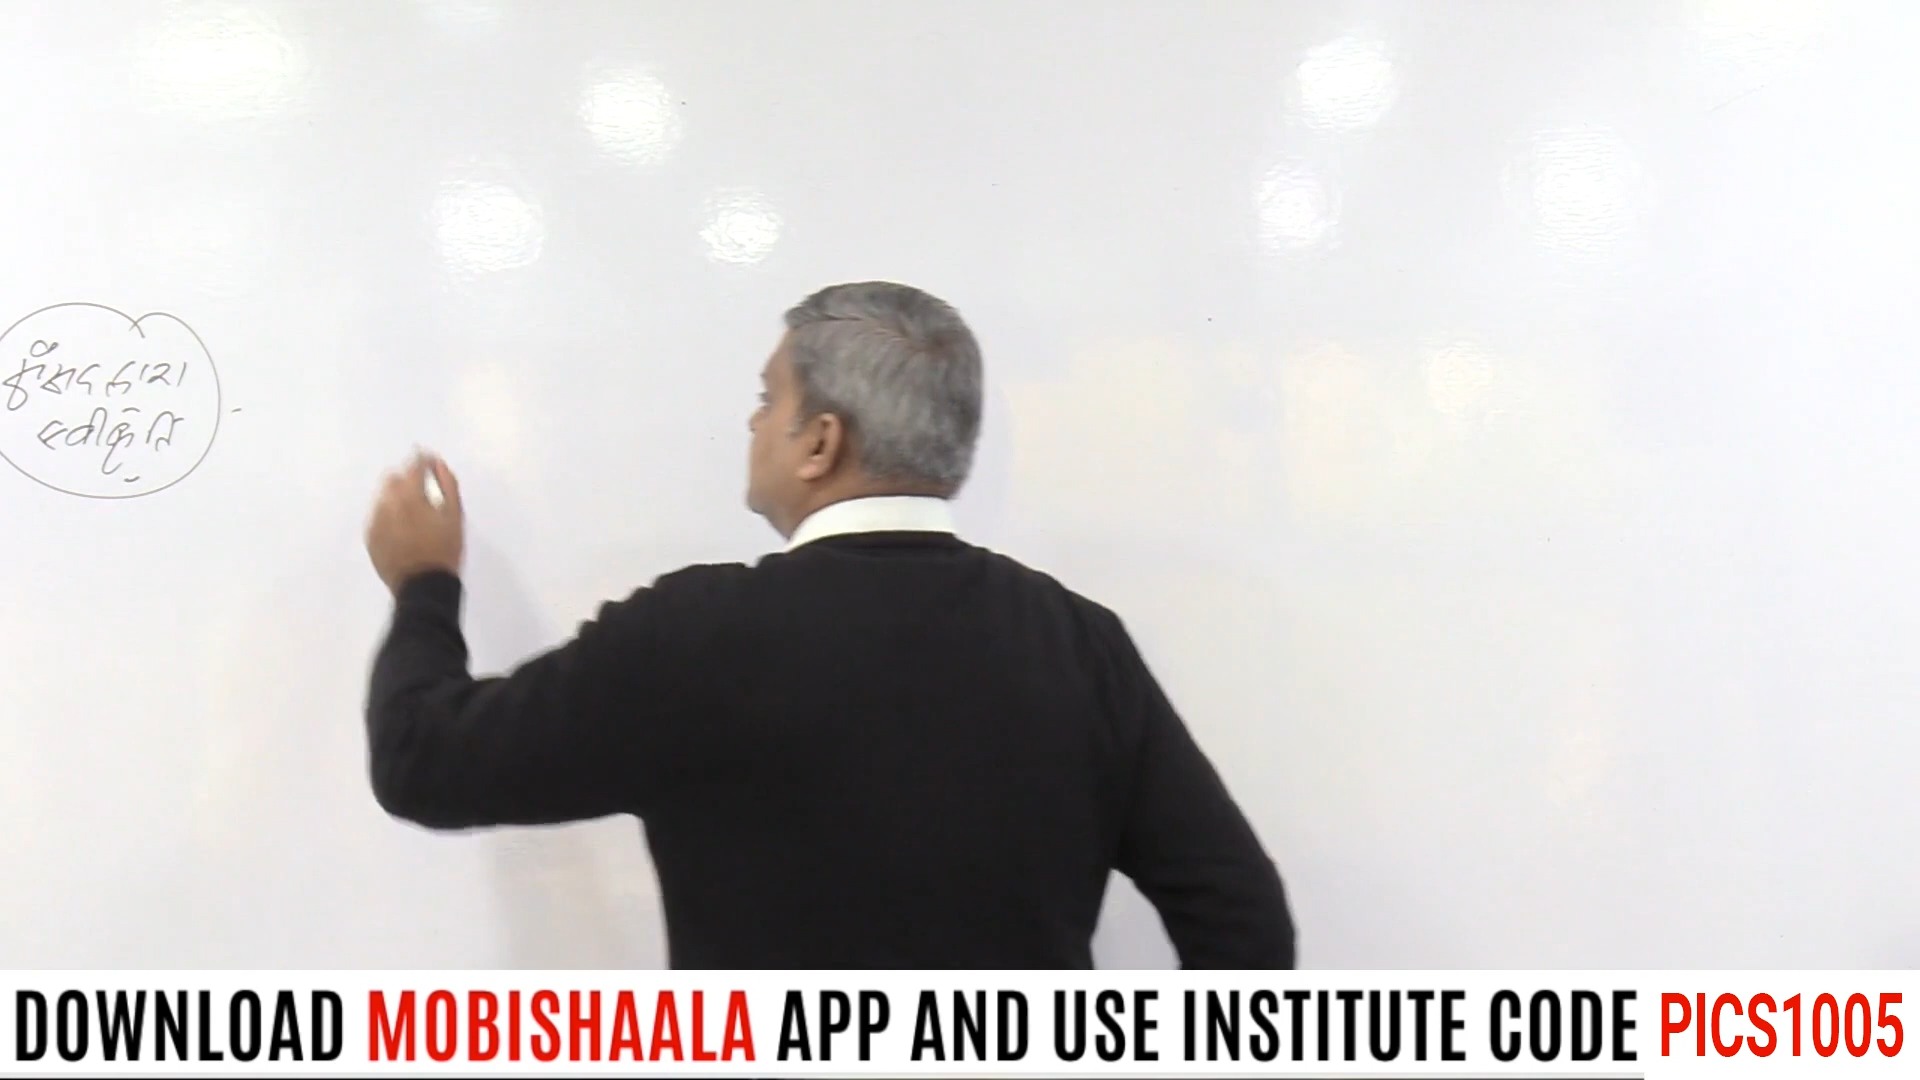 संसद द्वारा
स्वीकृति
DOWNLOAD MOBISHAALA APP AND USE INSTITUTE CODE PICS1005